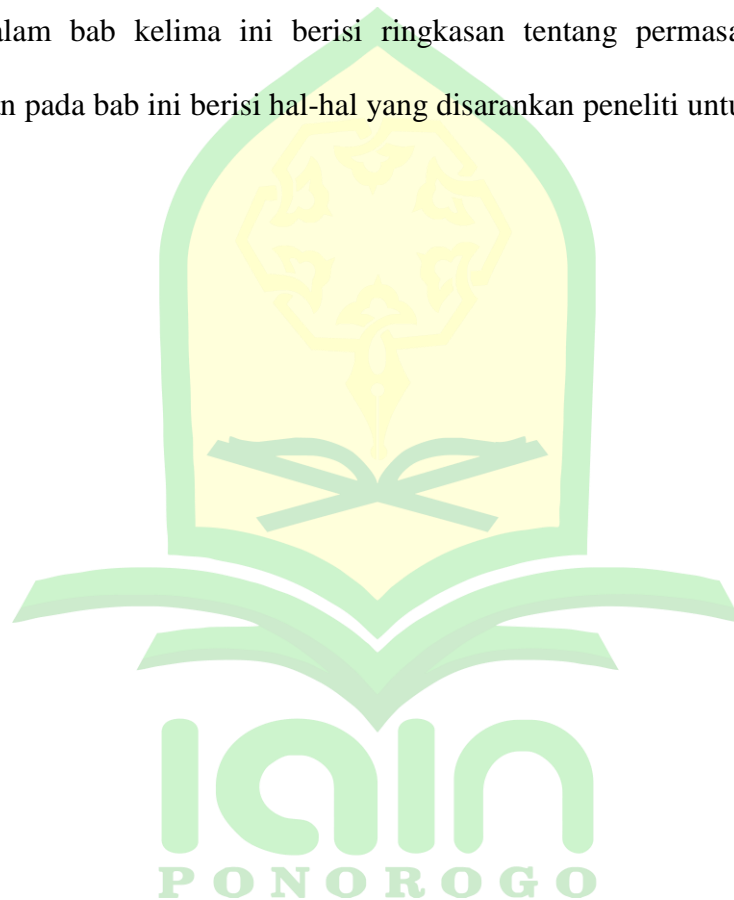 alam bab kelima ini berisi ringkasan tentang permasa
n pada bab ini berisi hal-hal yang disarankan peneliti untu
iain
PONOROGO